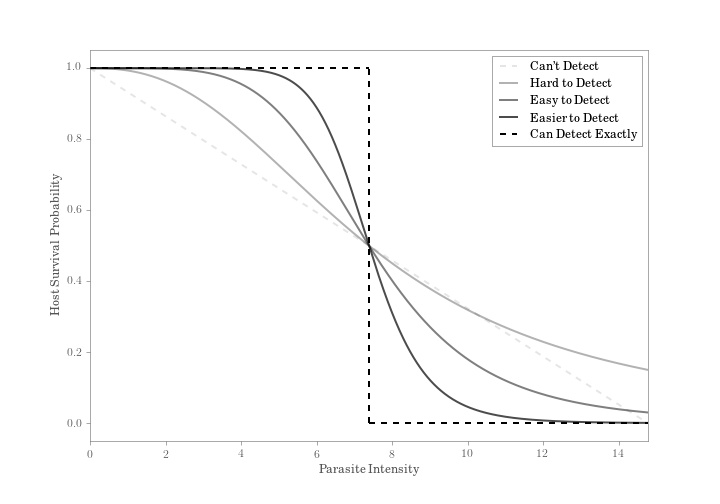 1.0
0.8
0.6
0.4
0.2
0.0
Host Survival Probability
0 2 4 6 8 10 12 14
Parasite Intensity
Can't Detect
Hard to Detect
Easy to Detect
Easier to Detect
Can Detect Exactly